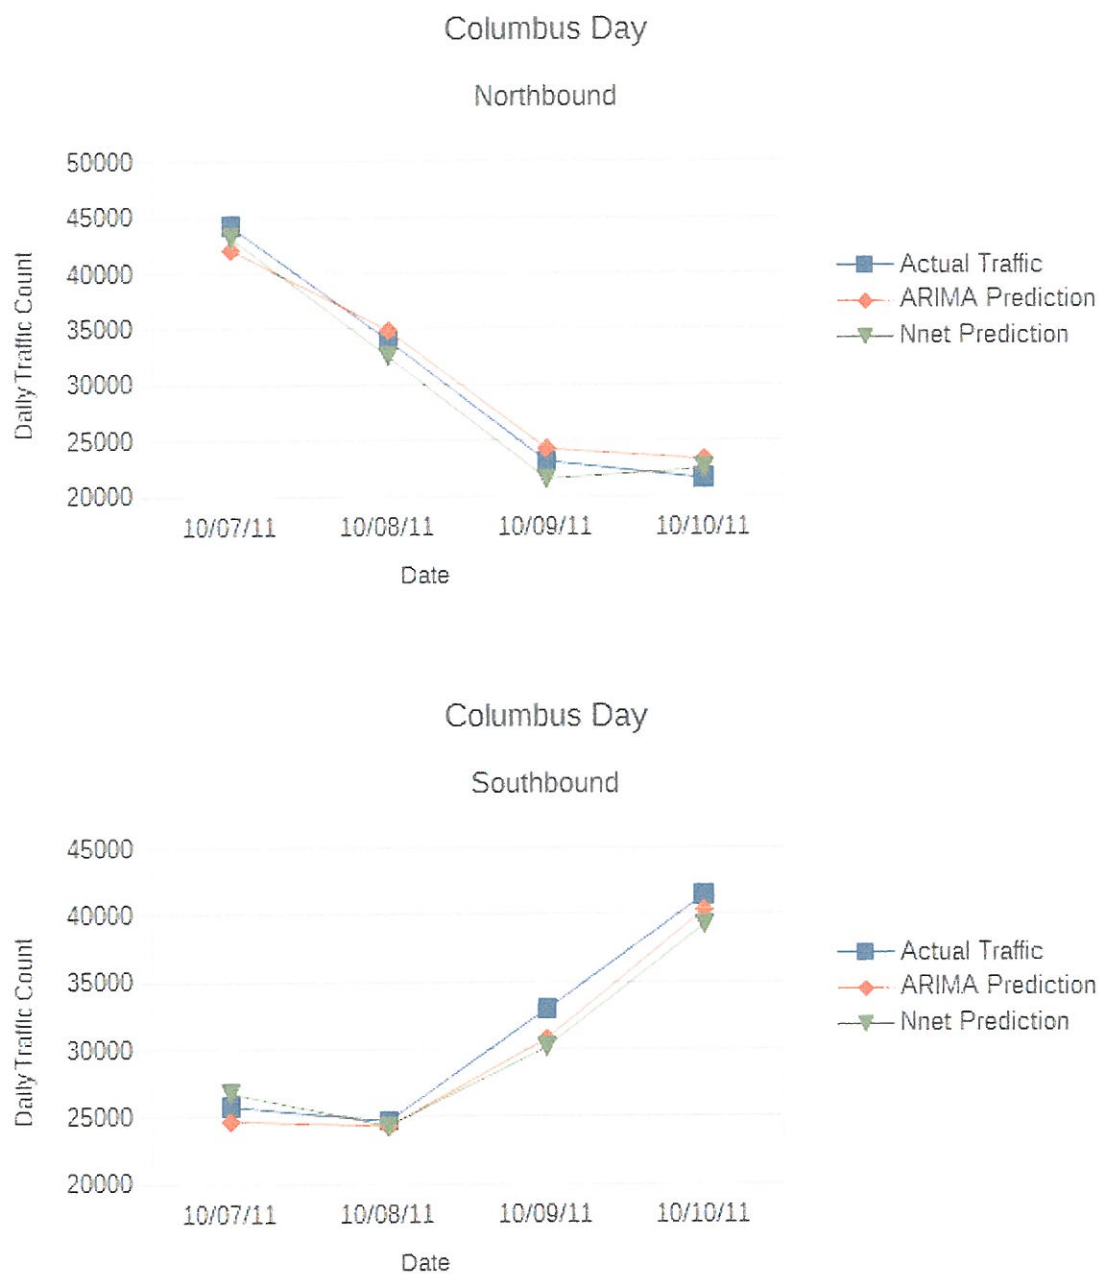 Columbus Day
Northbound
50000
45000
40000
35000
30000
25000
20000
Daily Traffic Count
10/07/11 10/08/11 10/09/11 10/10/11
Date
Actual Traffic
ARIMA Prediction
Nnet Prediction
Columbus Day
Southbound
45000
40000
35000
30000
25000
20000
Daily Traffic Count
10/07/11 10/08/11 10/09/11 10/10/11
Date
Actual Traffic
ARIMA Prediction
Nnet Prediction